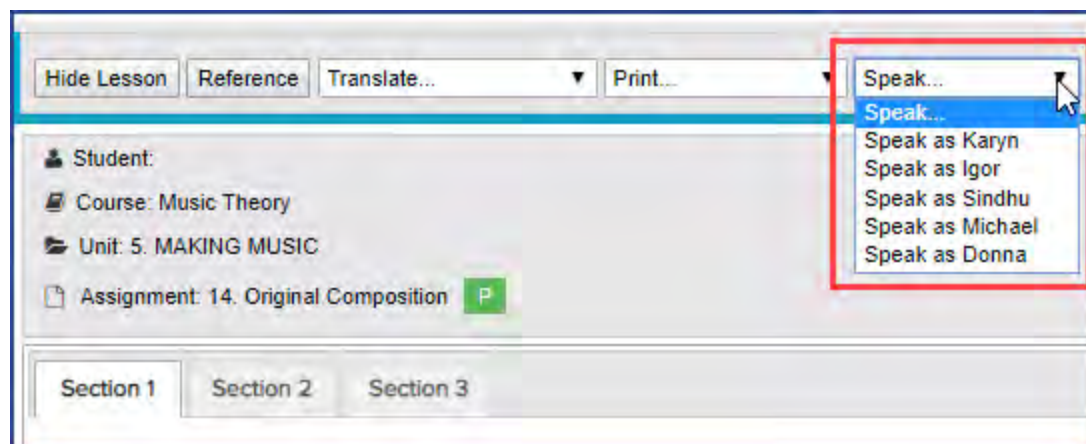 Hide Lesson Reference Translate... Print... Speak...
Speak...
Speak as Karyn
Speak as Igor
Speak as Sindhu
Speak as Michael
Speak as Donna
Student:
Course: Music Theory
Unit: 5. MAKING MUSIC
Assignment: 14. Original Composition P
Section 1 Section 2 Section 3